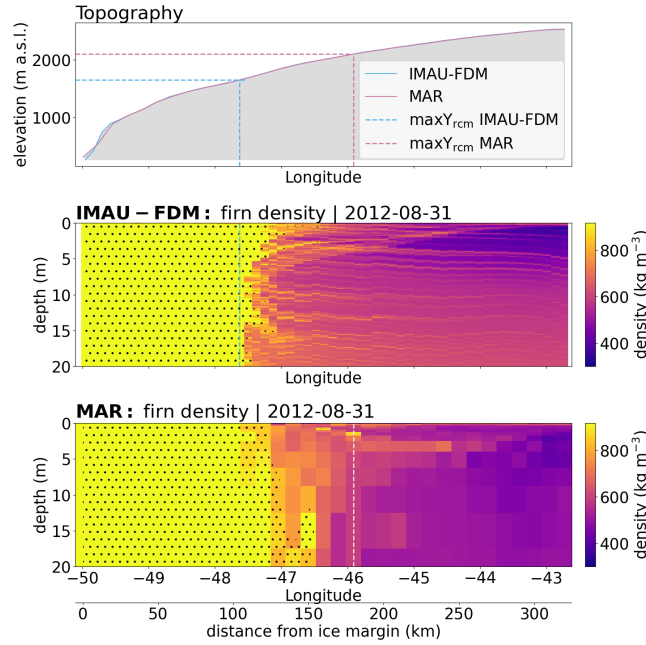 Topography
elevation (m a.s.l.)
2000
1000
IMAU-FDM
MAR
maxYrcm IMAU-FDM
maxYrcm MAR
Longitude
IMAU − FDM : firn density | 2012-08-31
depth (m)
0
5
10
15
20
Longitude
800
600
400
density (kg m−3)
MAR : firn density | 2012-08-31
depth (m)
0
5
10
15
20
−50 −49 −48 −47 −46 −45 −44 −43
Longitude
800
600
400
density (kg m−3)
0 50 100 150 200 250 300
distance from ice margin (km)